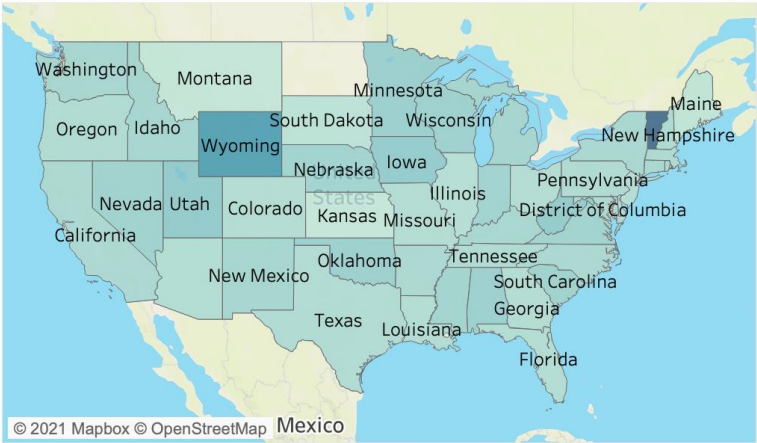 Washington
Montana
Minnesota
Maine
Oregon
Idaho
South Dakota
Wisconsin
New Hampshire
Wyoming
Nebraska
Iowa
United
States
Illinois
Pennsylvania
Nevada
Utah
Colorado
Kansas
Missouri
District of Columbia
California
New Mexico
Oklahoma
Tennessee
South Carolina
Texas
Louisiana
Georgia
Florida
© 2021 Mapbox © OpenStreetMap
Mexico